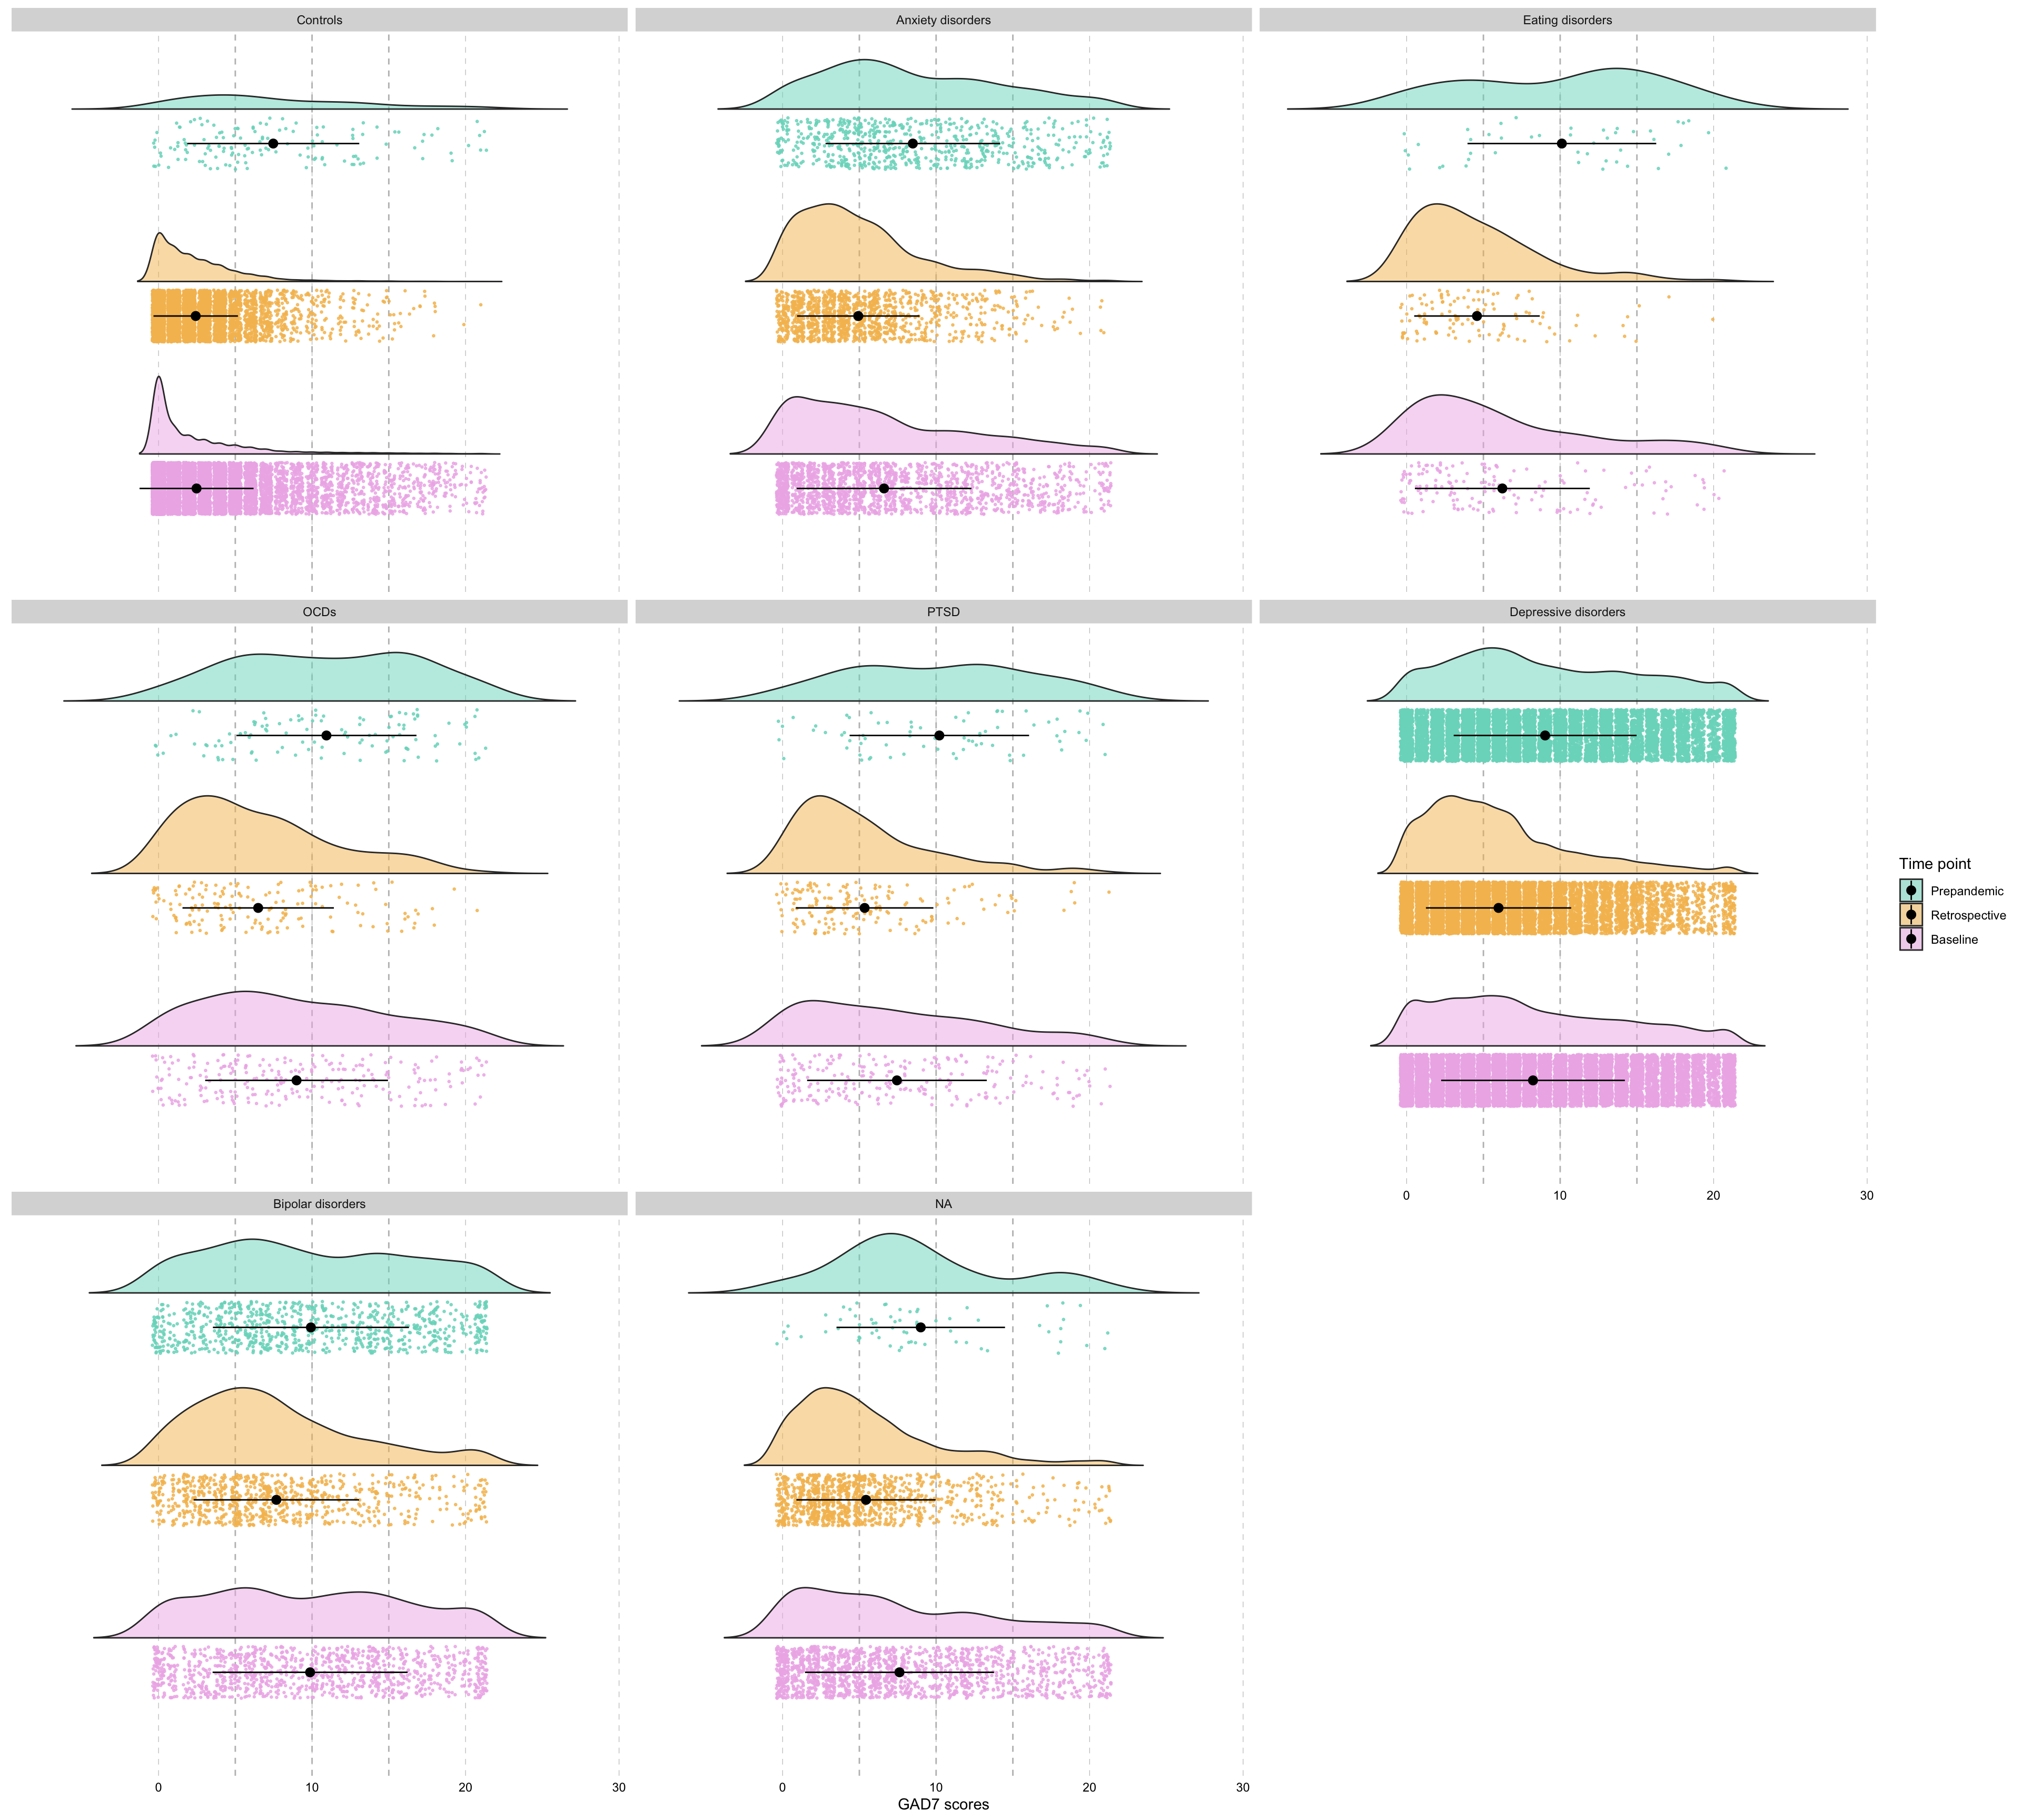 Controls
Anxiety disorders
Eating disorders
OCDs
PTSD
Depressive disorders
Time point
Prepandemic
Retrospective
Baseline
0 10 20 30
Bipolar disorders
NA
0 10 20 30
0 10 20 30
GAD7 scores